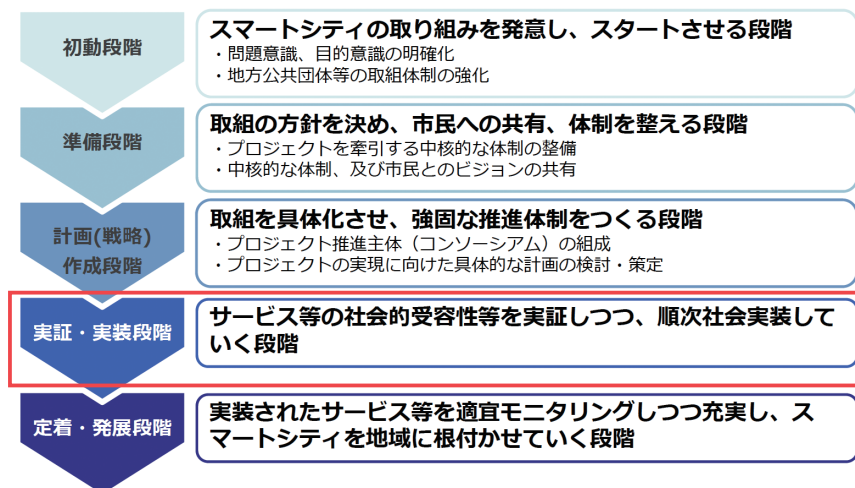 初動段階
スマートシティの取り組みを発意し、スタートさせる段階
・問題意識、目的意識の明確化
・地方公共団体等の取組体制の強化
準備段階
取組の方針を決め、市民への共有、体制を整える段階
・プロジェクトを牽引する中核的な体制の整備
・中核的な体制、及び市民とのビジョンの共有
計画(戦略)
作成段階
取組を具体化させ、強固な推進体制をつくる段階
・プロジェクト推進主体（コンソーシアム）の組成
・プロジェクトの実現に向けた具体的な計画の検討・策定
実証・実装段階
サービス等の社会的受容性等を実証しつつ、順次社会実装して
いく段階
定着・発展段階
実装されたサービス等を適宜モニタリングしつつ充実し、ス
マートシティを地域に根付かせていく段階